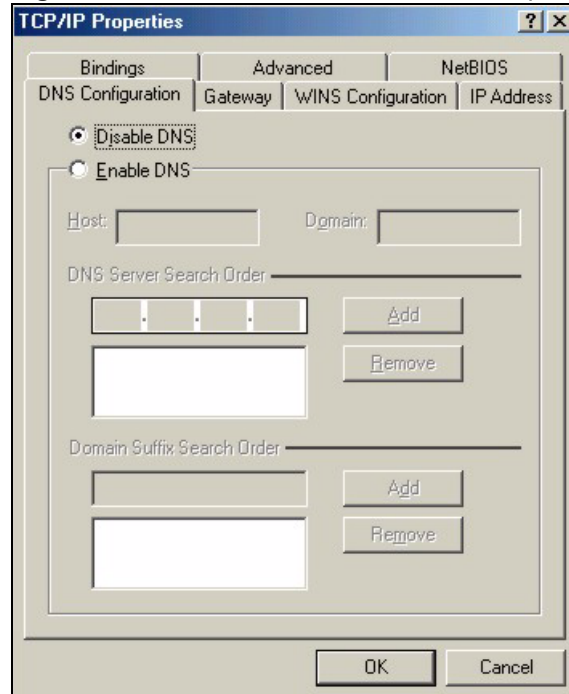 TCP/IP Properties ? X
Bindings Advanced NetBIOS
DNS Configuration Gateway WINS Configuration IP Address
Disable DNS
Enable DNS
Host: Domain:
DNS Server Search Order
. . . Add
Remove
Domain Suffix Search Order
Add
Remove
OK Cancel